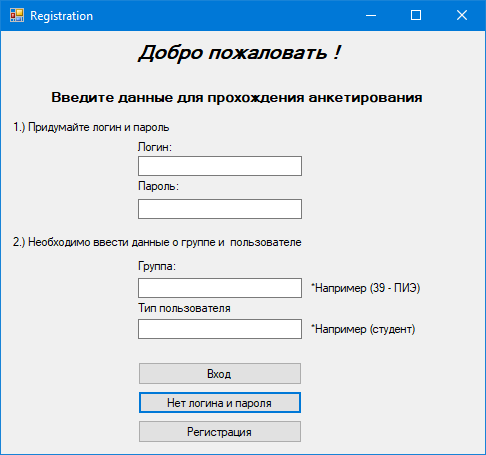 Registration
Добро пожаловать !
Введите данные для прохождения анкетирования
1.) Придумайте логин и пароль
Логин:
Пароль:
2.) Необходимо ввести данные о группе и  пользователе
Группа:
*Например (39 - ПИЭ)
Тип пользователя
*Например (студент)
Вход
Нет логина и пароля
Регистрация